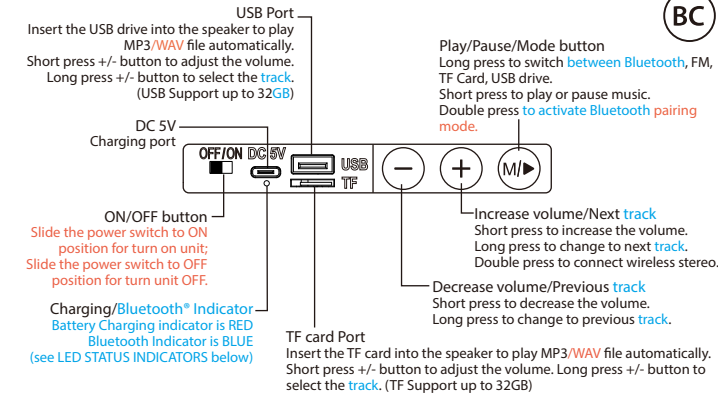 BC
USB Port
Insert the USB drive into the speaker to play
MP3/WAV file automatically.
Short press +/- button to adjust the volume.
Long press +/- button to select the track.
(USB Support up to 32GB)
Play/Pause/Mode button
Long press to switch between Bluetooth, FM,
TF Card, USB drive.
Short press to play or pause music.
Double press to activate Bluetooth pairing
mode.
DC 5V
Charging port
OFF/ON DC 5V
USB
TF
− + M/▶
ON/OFF button
Slide the power switch to ON
position for turn on unit;
Slide the power switch to OFF
position for turn unit OFF.
Increase volume/Next track
Short press to increase the volume.
Long press to change to next track.
Double press to connect wireless stereo.
Decrease volume/Previous track
Short press to decrease the volume.
Long press to change to previous track.
Charging/Bluetooth® Indicator
Battery Charging indicator is RED
Bluetooth Indicator is BLUE
(see LED STATUS INDICATORS below)
TF card Port
Insert the TF card into the speaker to play MP3/WAV file automatically.
Short press +/- button to adjust the volume. Long press +/- button to
select the track. (TF Support up to 32GB)